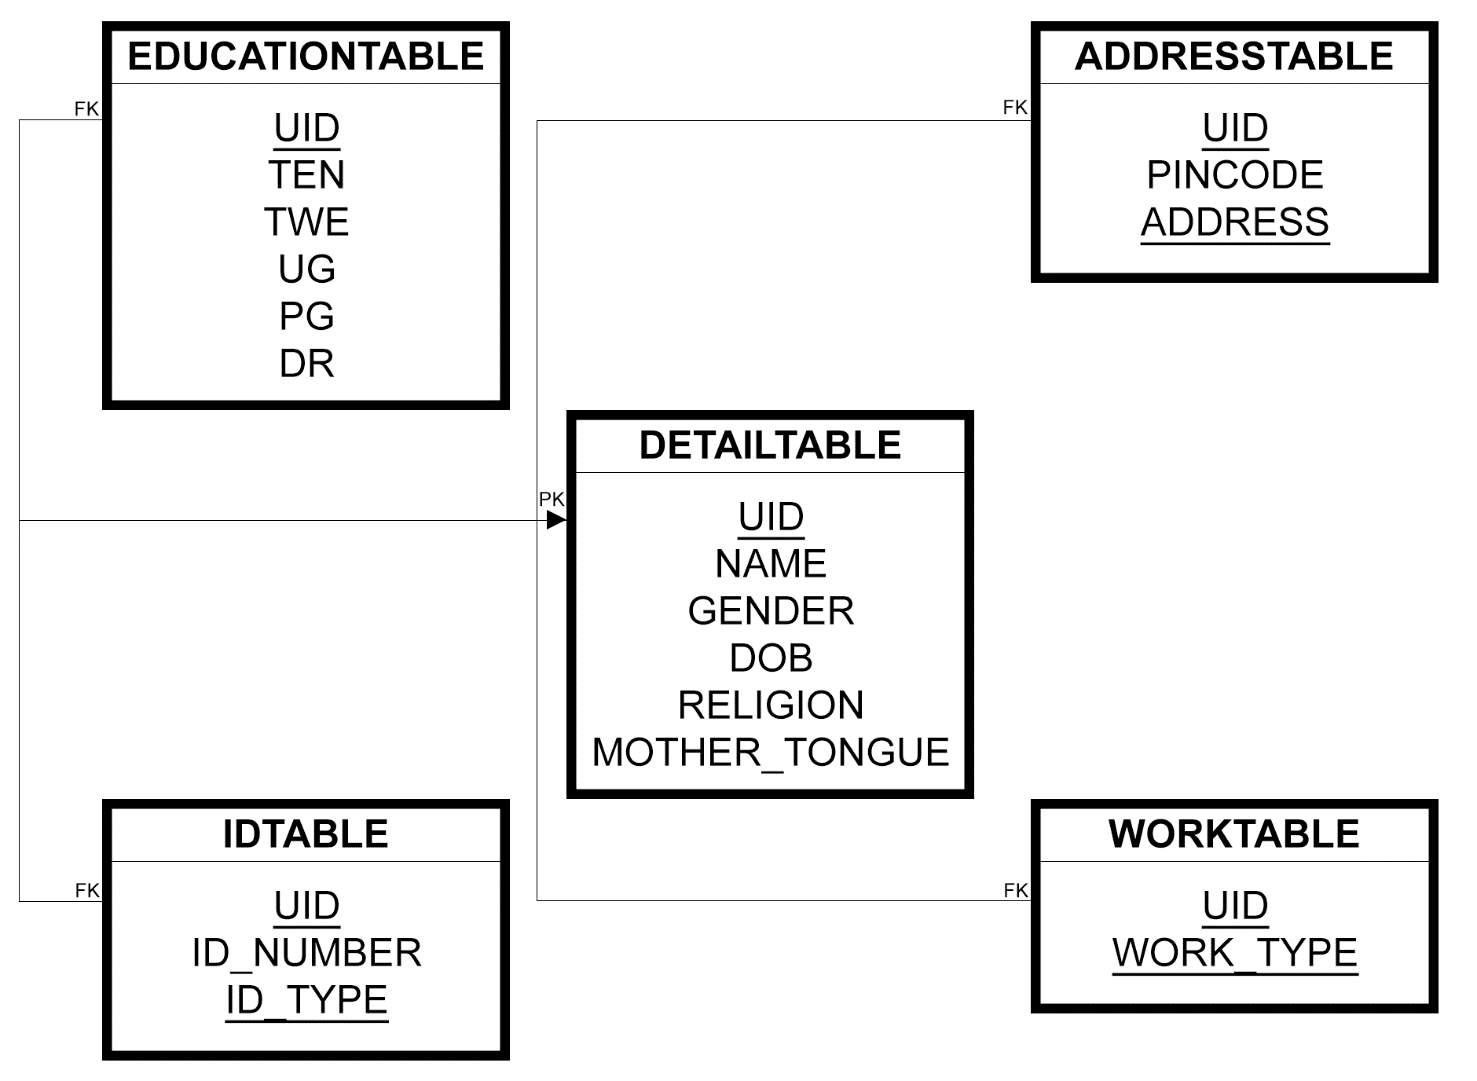 EDUCATIONTABLE
FK
UID
TEN
TWE
UG
PG
DR
ADDRESSTABLE
FK
UID
PINCODE
ADDRESS
DETAILTABLE
PK
UID
NAME
GENDER
DOB
RELIGION
MOTHER_TONGUE
IDTABLE
FK
UID
ID_NUMBER
ID_TYPE
WORKTABLE
FK
UID
WORK_TYPE